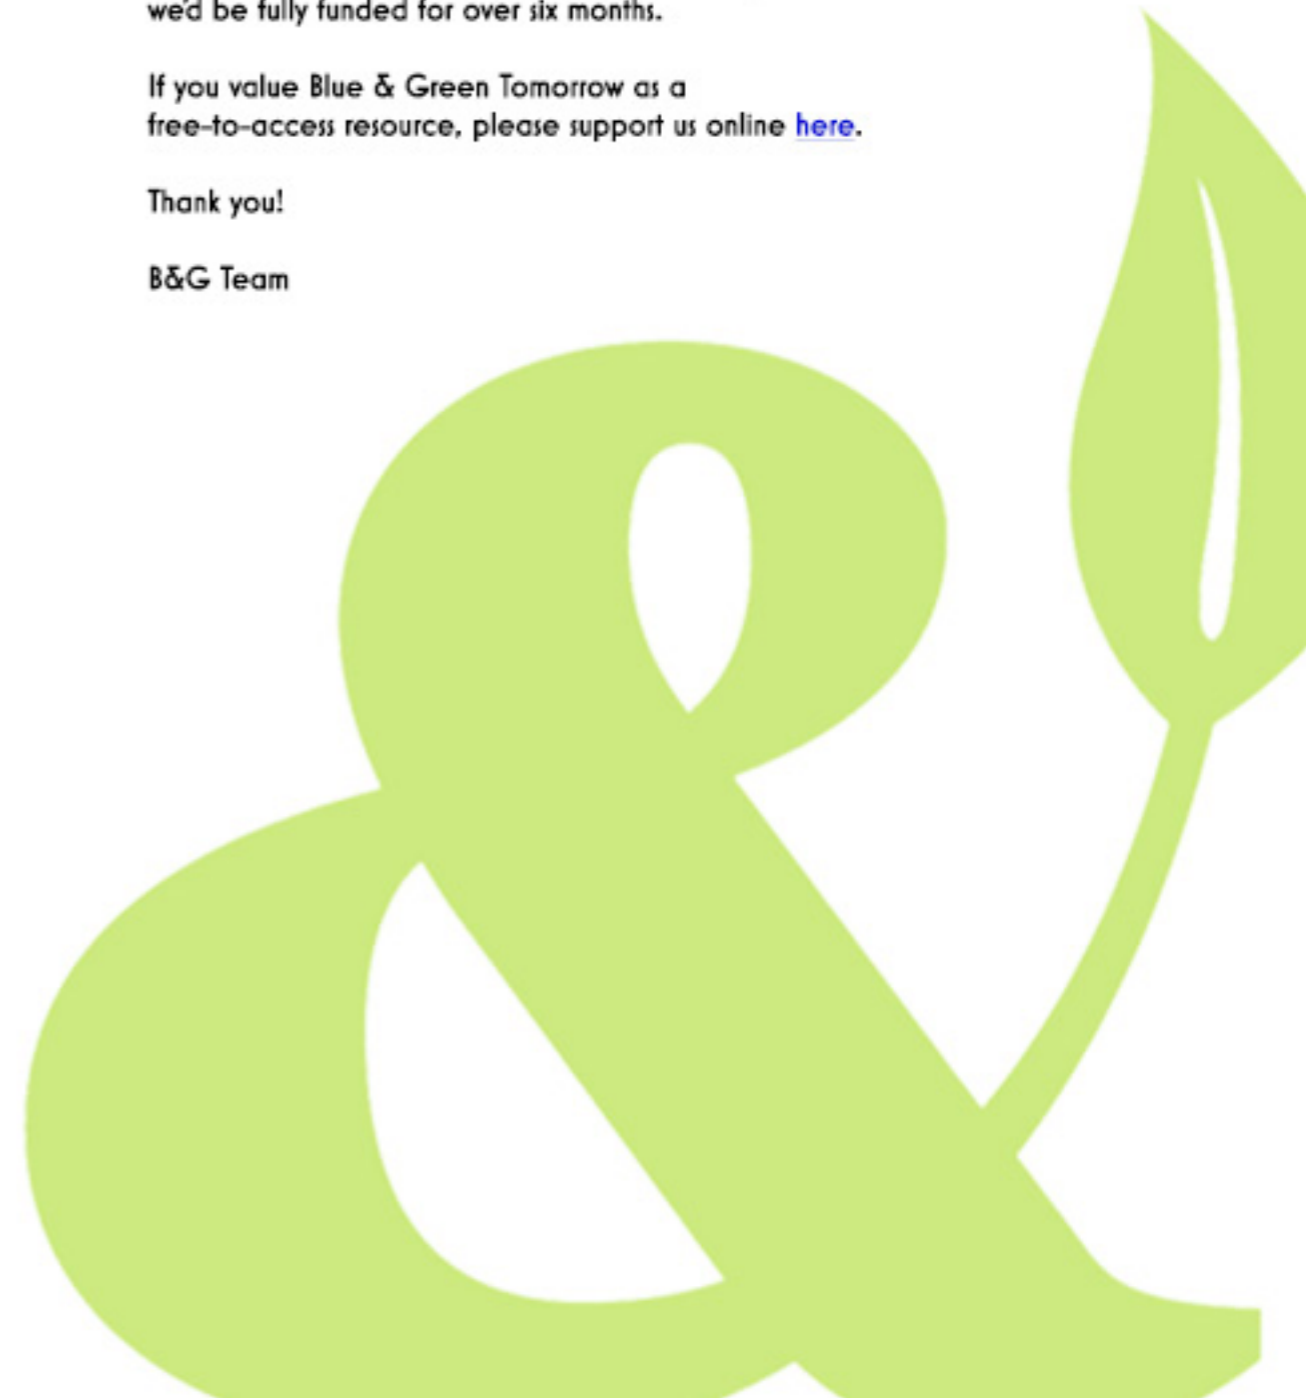 we'd be fully funded for over six months.
If you value Blue & Green Tomorrow as a
free-to-access resource, please support us online here.
Thank you!
B&G Team
&